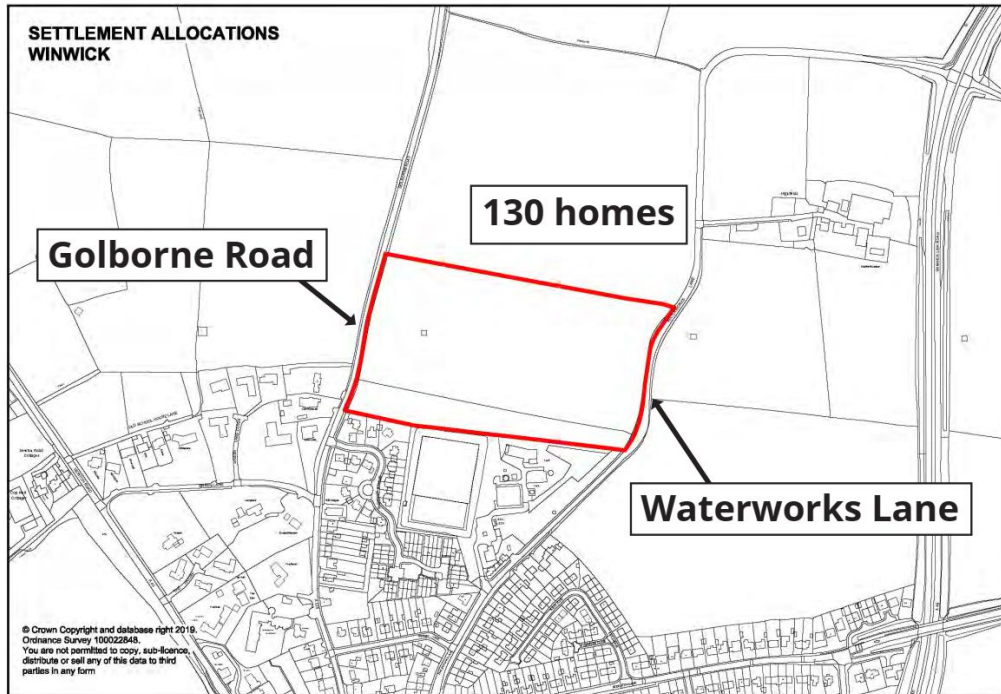 SETTLEMENT ALLOCATIONS
WINWICK
130 homes
Golborne Road
Waterworks Lane
© Crown Copyright and database right 2019.
Ordnance Survey 100022848.
You are not permitted to copy, sub-licence,
distribute or sell any of this data to third
parties in any form